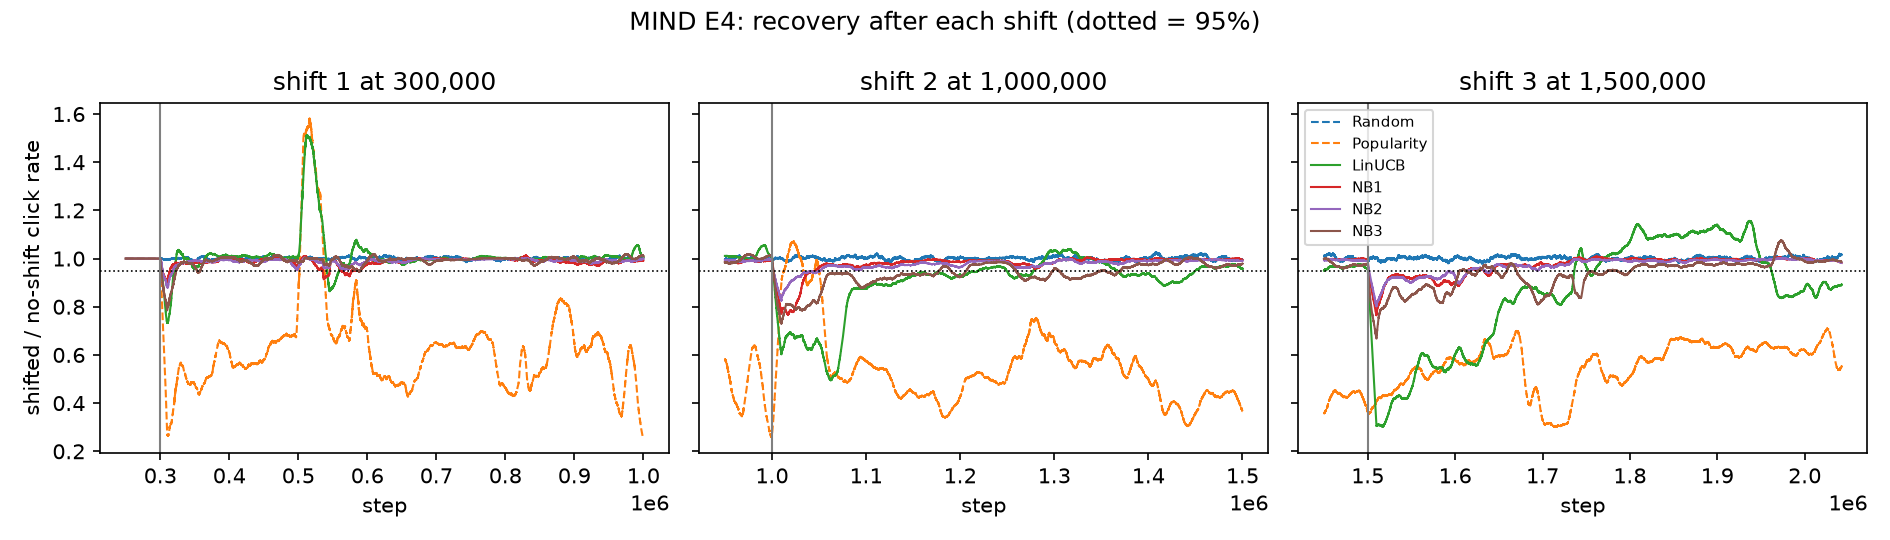 MIND E4: recovery after each shift (dotted = 95%)
shift 1 at 300,000
shift 2 at 1,000,000
shift 3 at 1,500,000
shifted / no-shift click rate
1.6
1.4
1.2
1.0
0.8
0.6
0.4
0.2
Random
Popularity
LinUCB
NB1
NB2
NB3
0.3 0.4 0.5 0.6 0.7 0.8 0.9 1.0
1e6
step
1.0 1.1 1.2 1.3 1.4 1.5
1e6
step
1.5 1.6 1.7 1.8 1.9 2.0
1e6
step